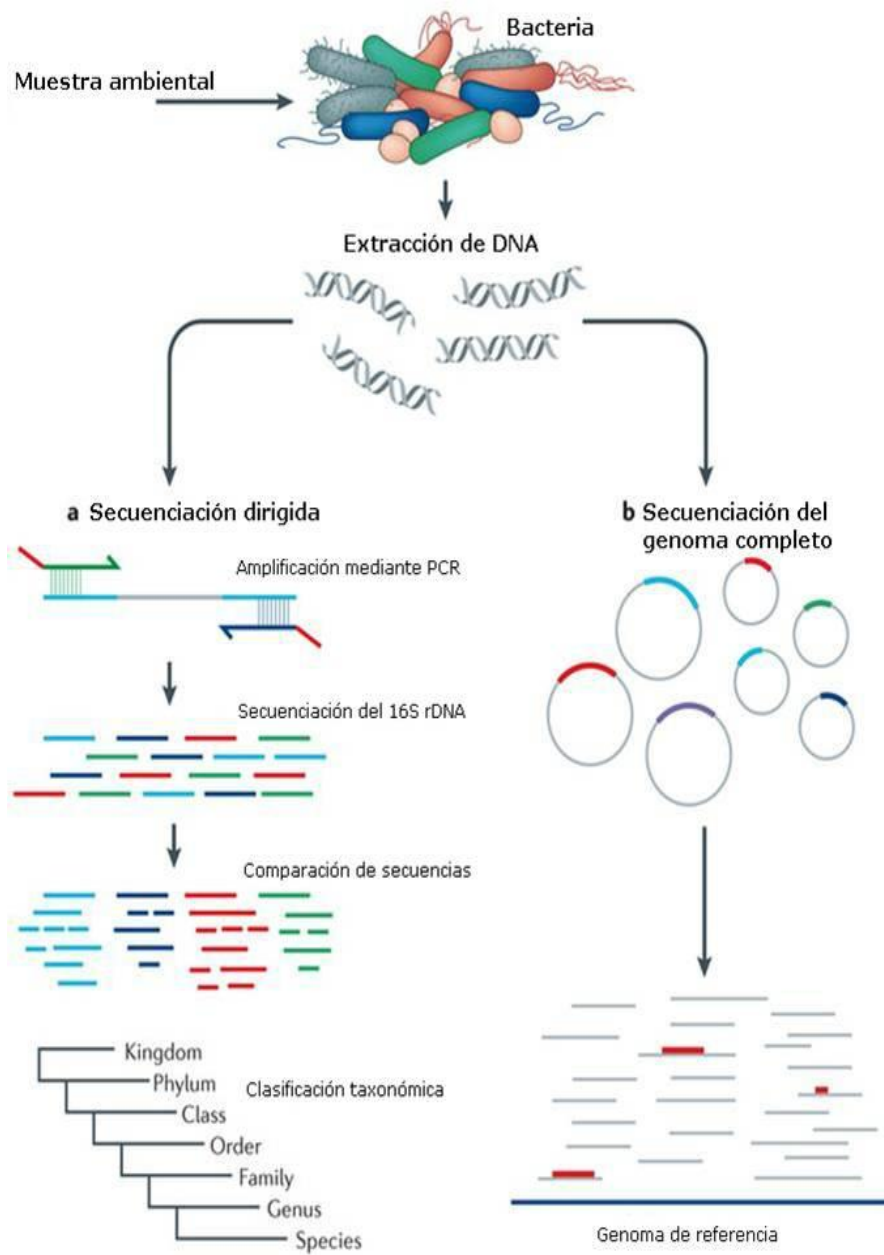 Bacteria
Muestra ambiental
Extracción de DNA
a Secuenciación dirigida
Amplificación mediante PCR
Secuenciación del 16S rDNA
Comparación de secuencias
Kingdom
Phylum
Clasificación taxonómica
Class
Order
Family
Genus
Species
b Secuenciación del
genoma completo
Genoma de referencia